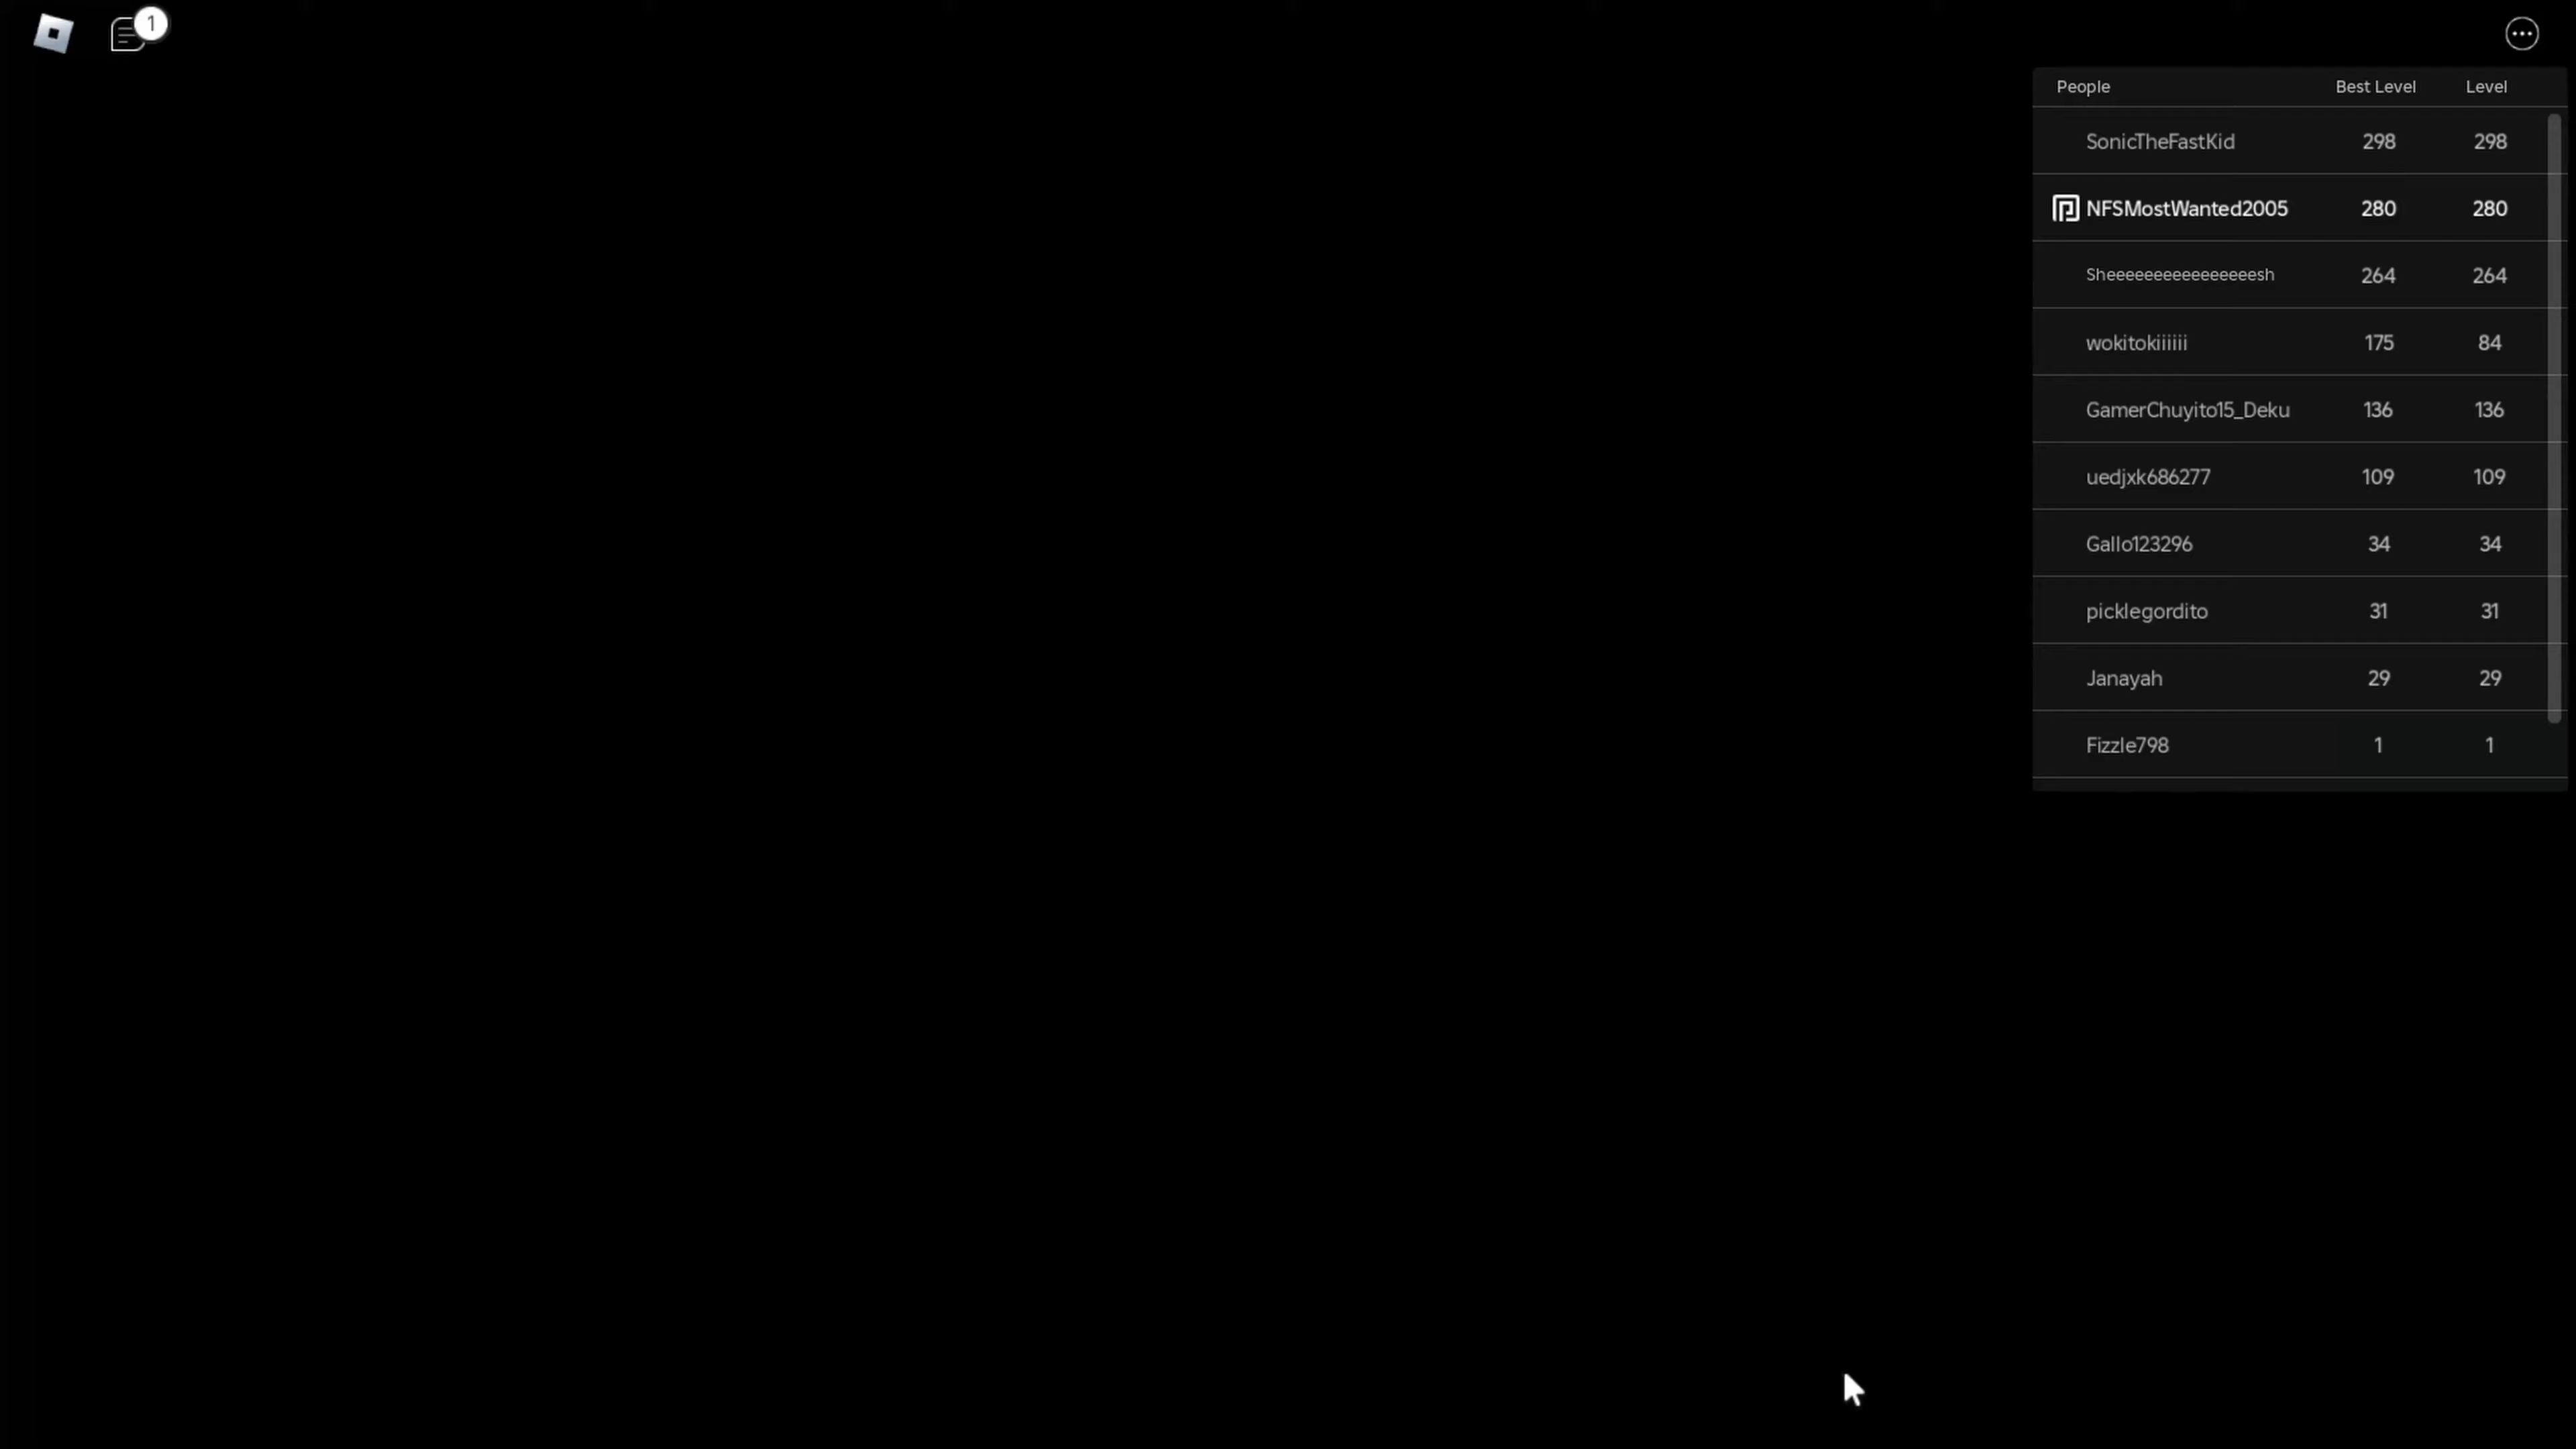 1
People Best Level Level
SonicTheFastKid 298 298
NFSMostWanted2005 280 280
Sheeeeeeeeeeeeeeeesh 264 264
wokitokiiiiii 175 84
GamerChuyito15_Deku 136 136
uedjxk686277 109 109
Gallo123296 34 34
picklegordito 31 31
Janayah 29 29
Fizzle798 1 1